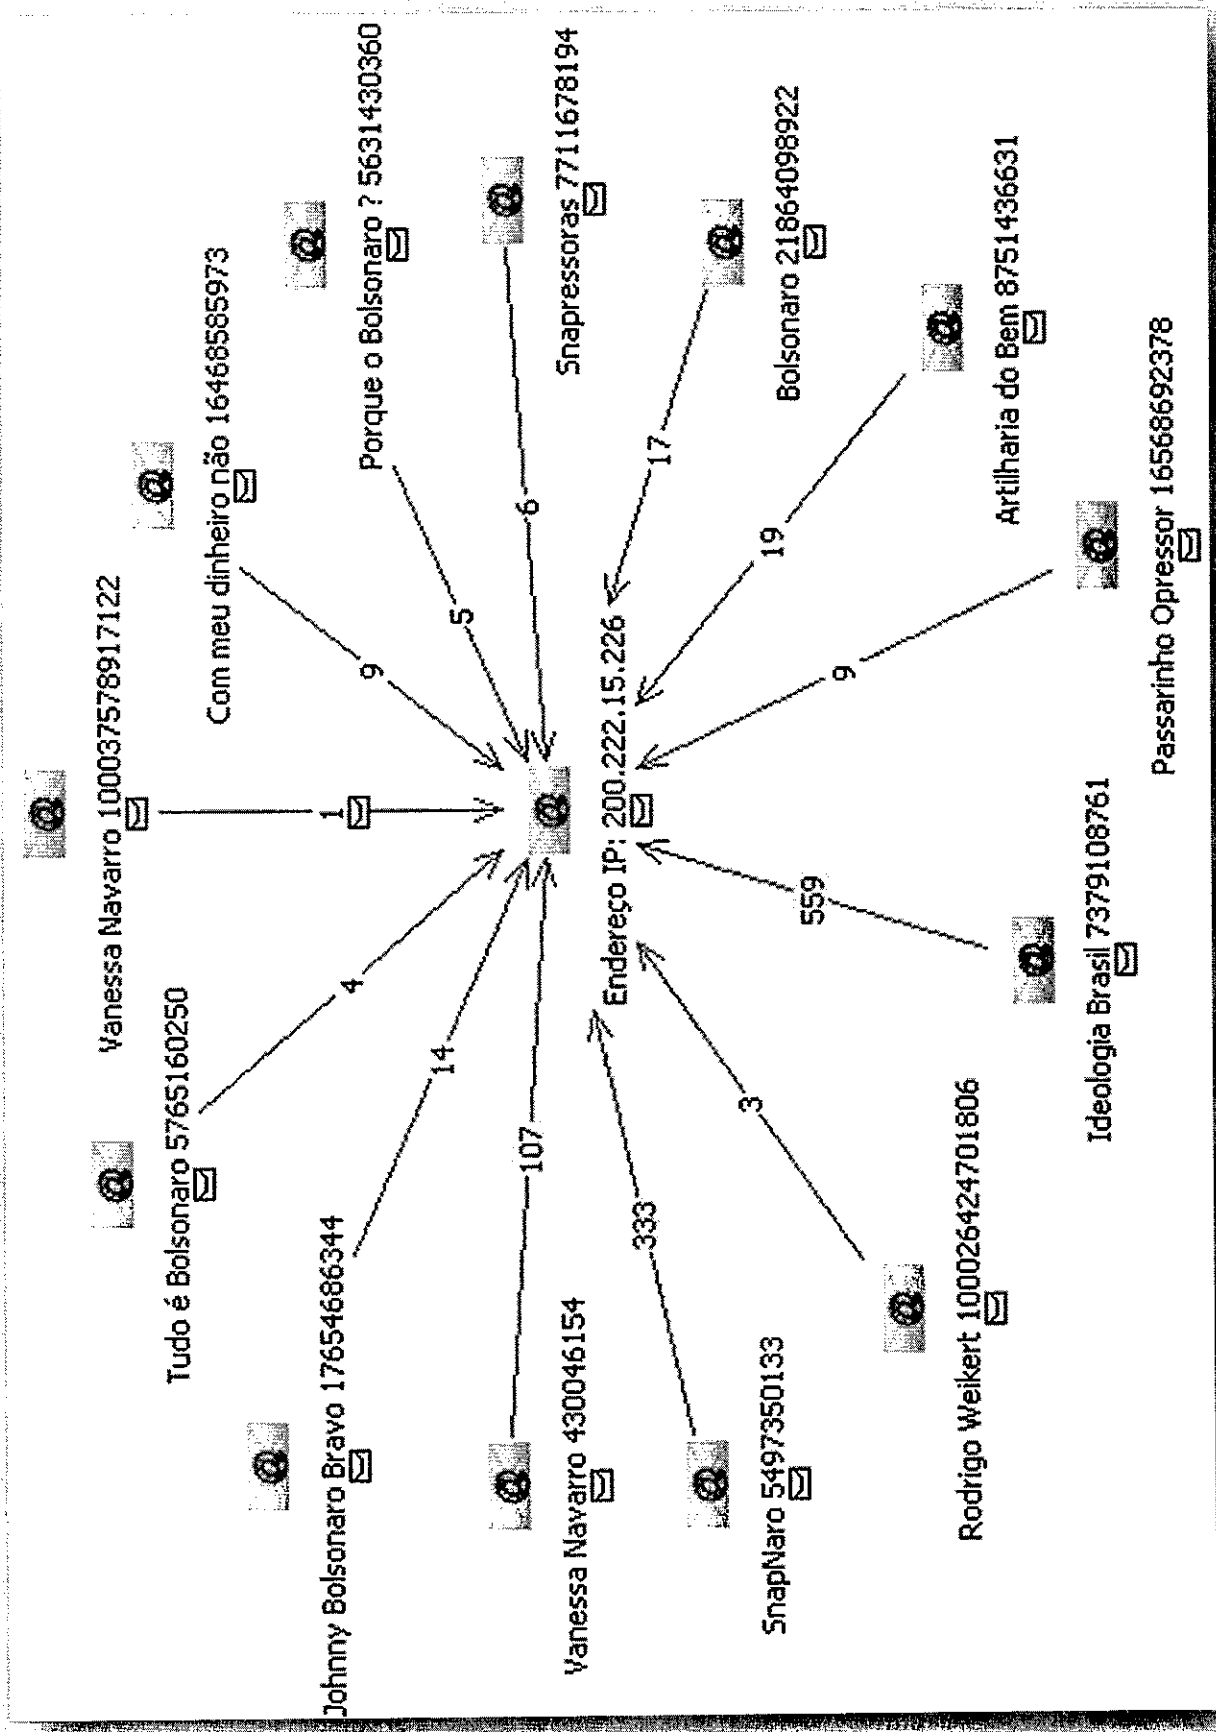 Vanessa Navarro 100037578917122
Com meu dinheiro não 16468585973
Porque o Bolsonaro ? 5631430360
Snapressoras 7711678194
Bolsonaro 21864098922
Artilharia do Bem 8751436631
Passarinho Opressor 16568692378
Ideologia Brasil 7379108761
Rodrigo Weikert 100026424701806
SnapNaro 5497350133
Vanessa Navarro 430046154
Johnny Bolsonaro Bravo 1765468​6344
Tudo é Bolsonaro 5765160250
Endereço IP: 200.222.15.226
1
9
5
6
17
19
9
559
3
333
107
14
4
@
@
@
@
@
@
@
@
@
@
@
@
@
@